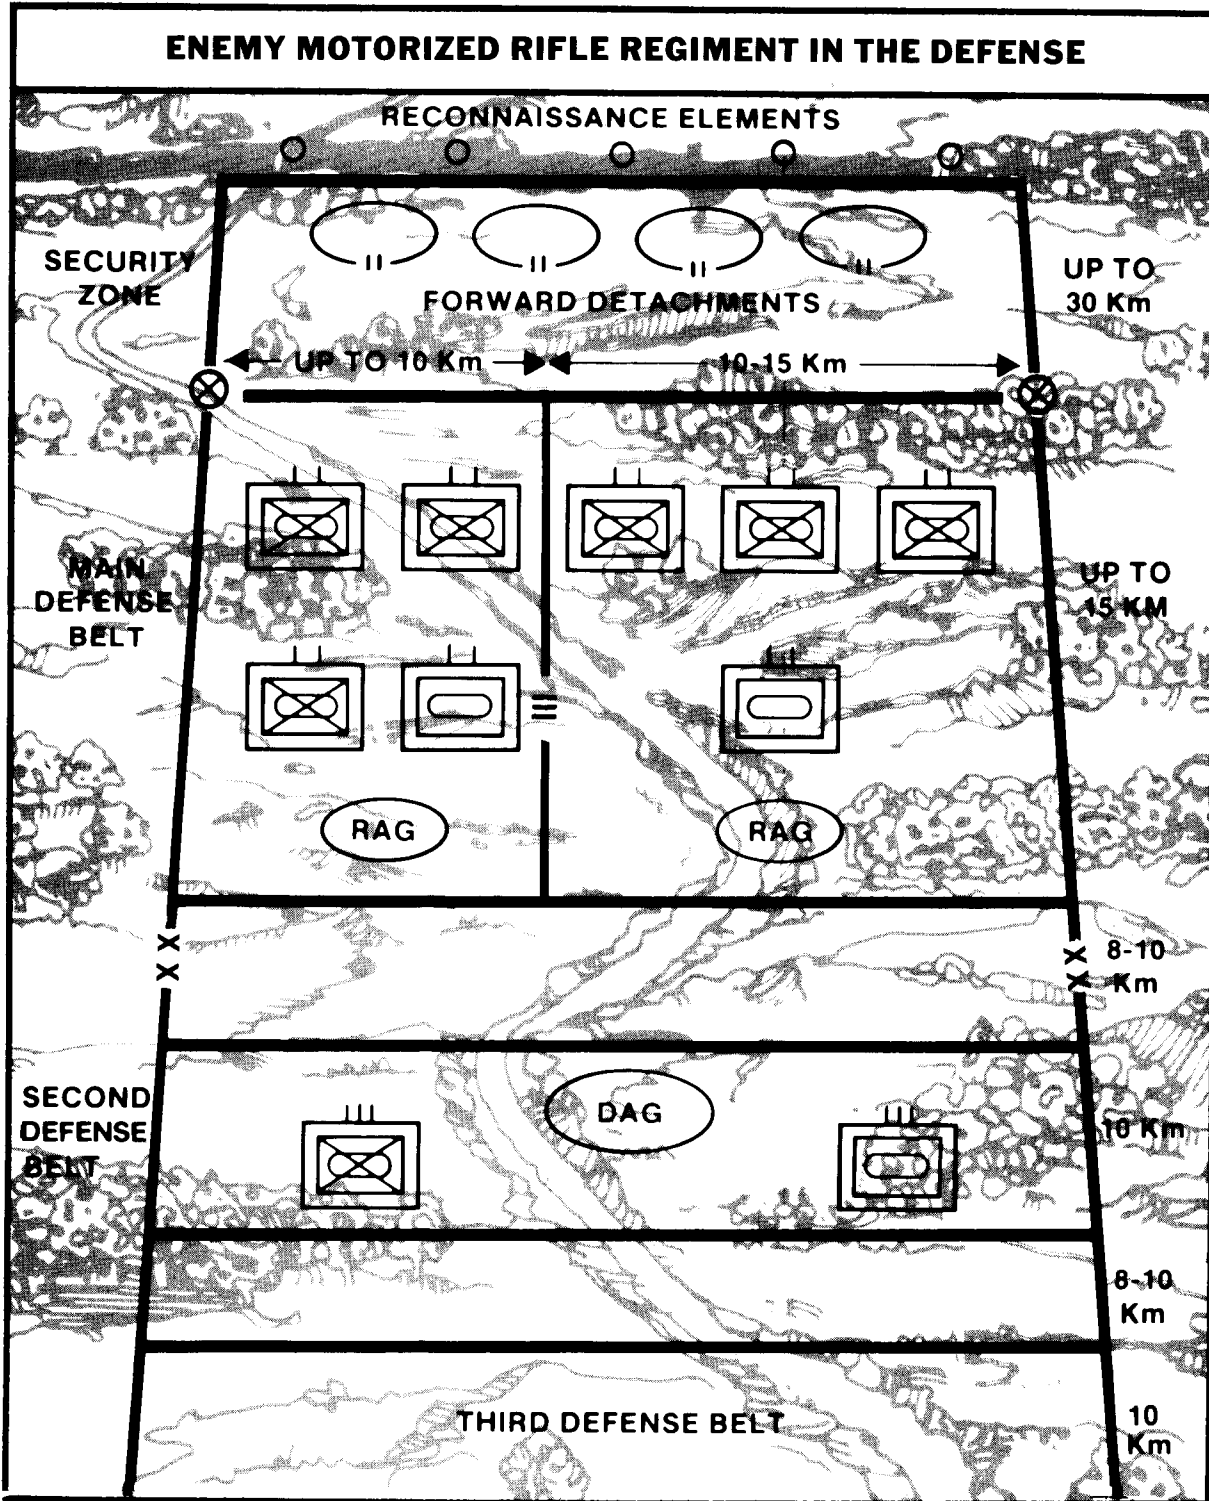 ENEMY MOTORIZED RIFLE REGIMENT IN THE DEFENSE
RECONNAISSANCE ELEMENTS
SECURITY
ZONE
UP TO
30 Km
FORWARD DETACHMENTS
UP TO 10 Km
10-15 Km
MAIN
DEFENSE
BELT
UP TO
15 KM
RAG
RAG
X
X
X
X
8-10
Km
SECOND
DEFENSE
BELT
DAG
10 Km
8-10
Km
THIRD DEFENSE BELT
10
Km